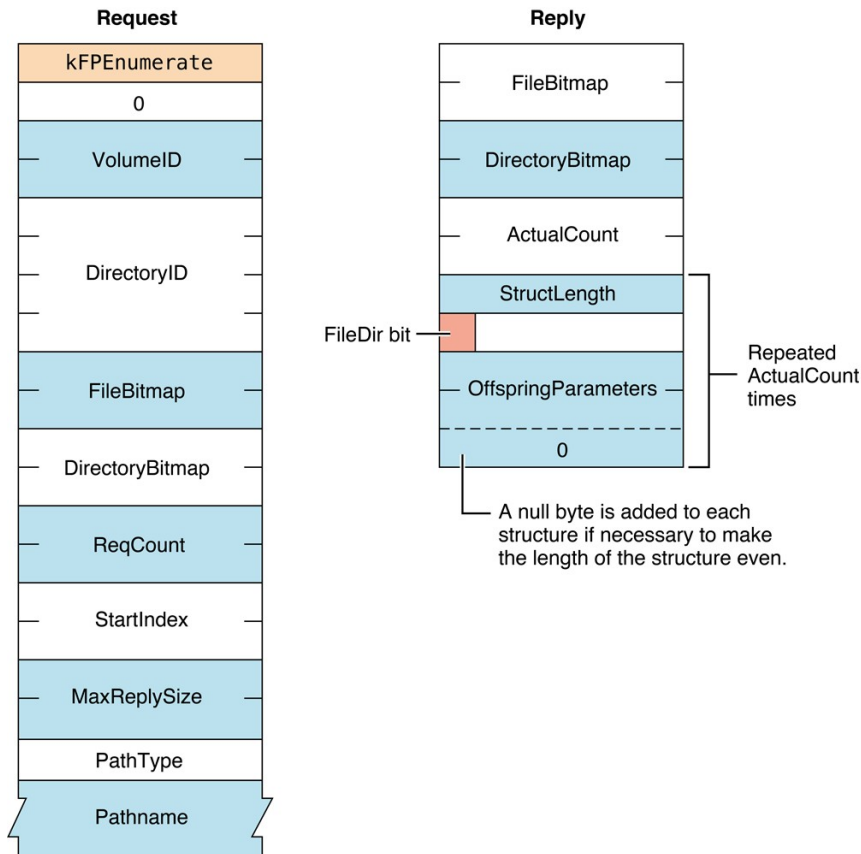 Request
kFPEnumerate
0
VolumeID
DirectoryID
FileBitmap
DirectoryBitmap
ReqCount
StartIndex
MaxReplySize
PathType
Pathname
Reply
FileBitmap
DirectoryBitmap
ActualCount
StructLength
FileDir bit
OffspringParameters
0
Repeated
ActualCount
times
A null byte is added to each
structure if necessary to make
the length of the structure even.